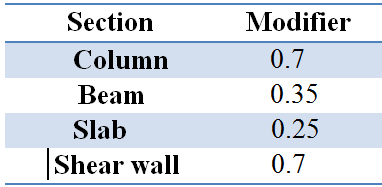 Section Modifier
Column 0.7
Beam 0.35
Slab 0.25
Shear wall 0.7